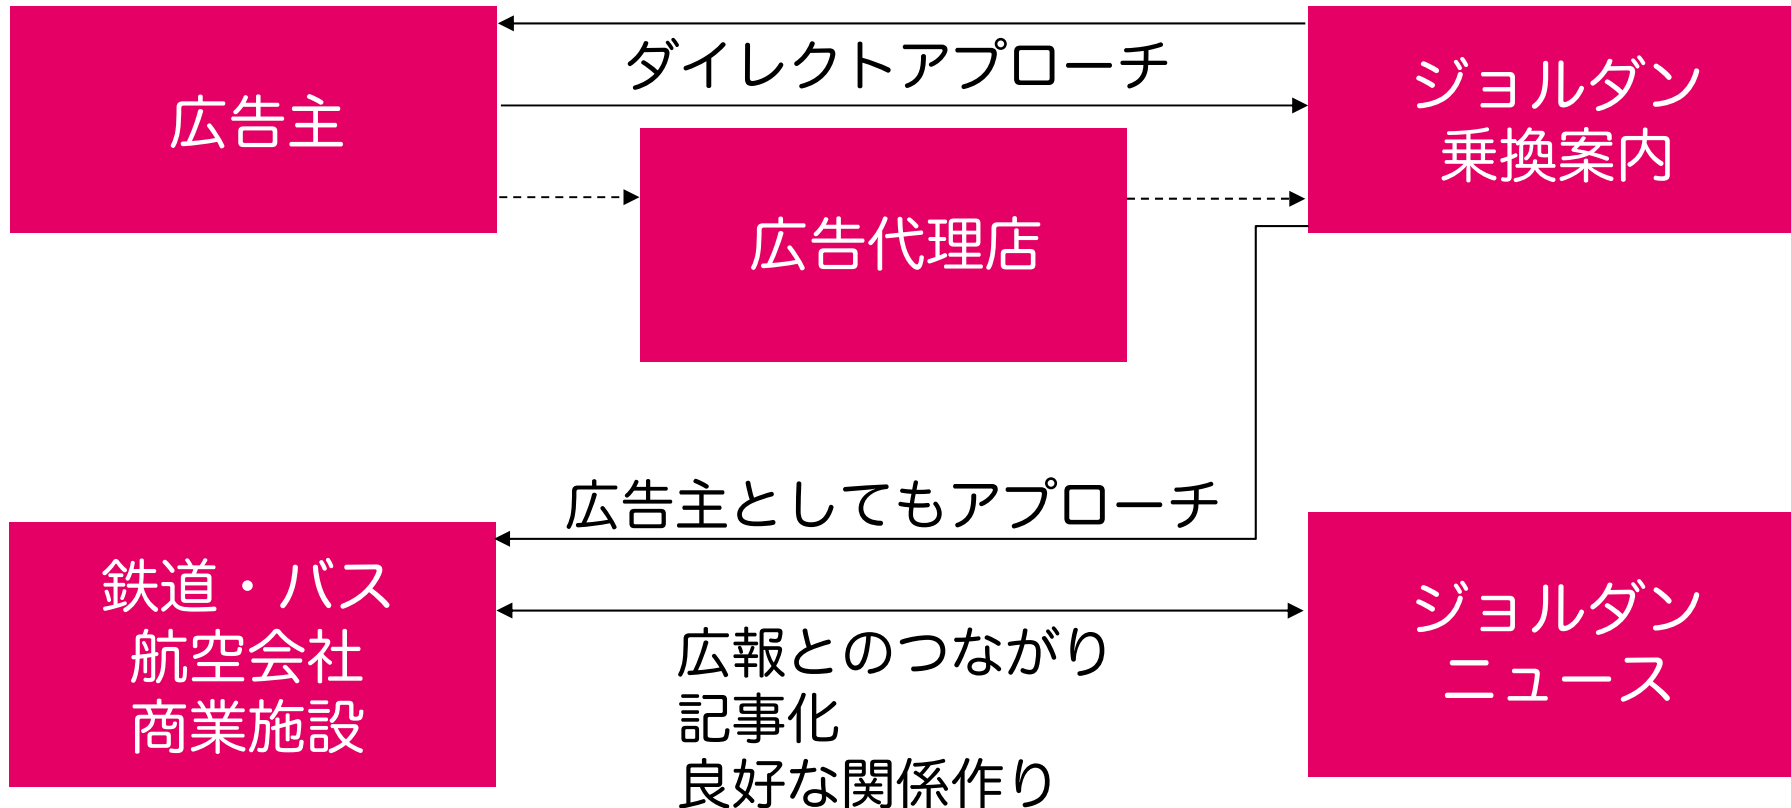 広告主
ダイレクトアプローチ
ジョルダン
乗換案内
広告代理店
広告主としてもアプローチ
鉄道・バス
航空会社
商業施設
広報とのつながり
記事化
良好な関係作り
ジョルダン
ニュース